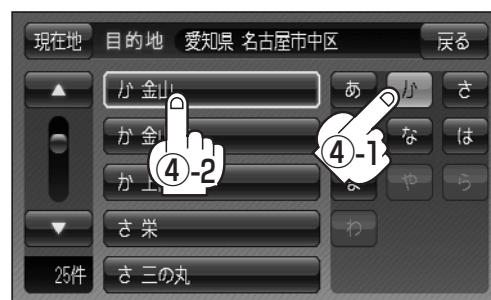 現在地 目的地 愛知県 名古屋市中区 戻る
か 金山 あ か さ
か 金 な は
④-2 ④-1
か 上 や ら
さ 栄 わ
25件 さ 三の丸